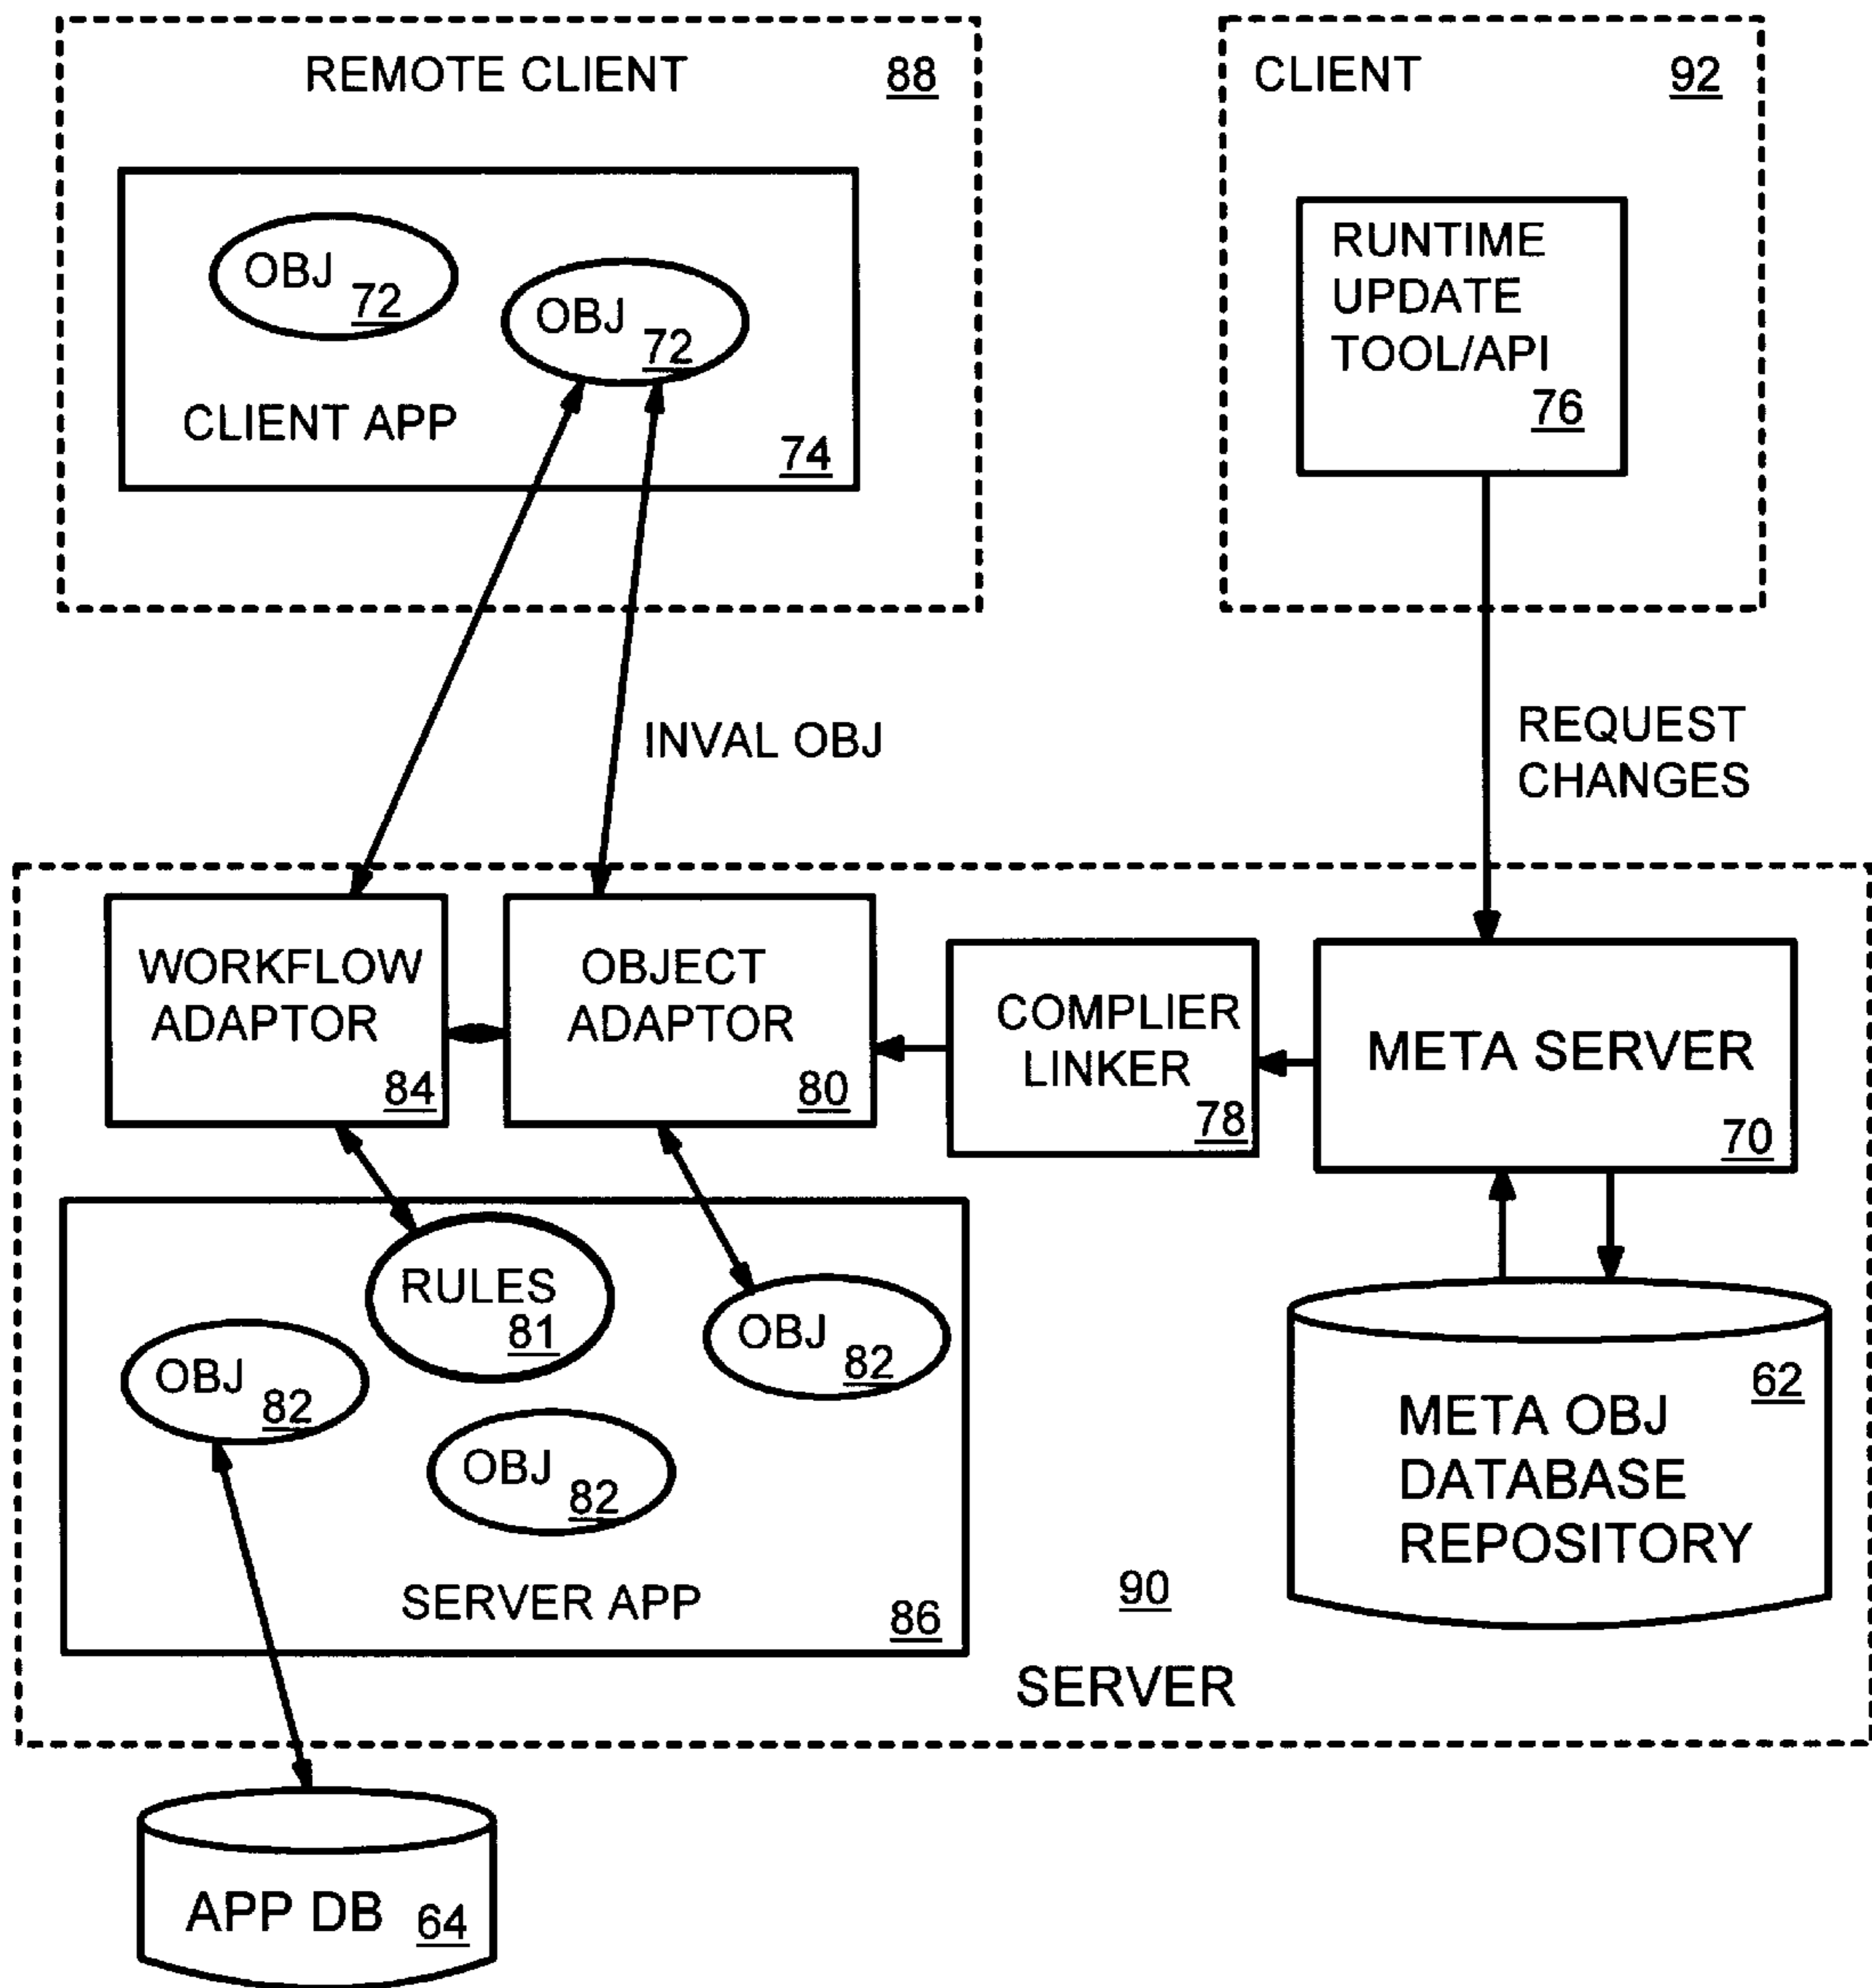 REMOTE CLIENT 88
OBJ
72
OBJ
72
CLIENT APP
74
CLIENT 92
RUNTIME
UPDATE
TOOL/API
76
INVAL OBJ
REQUEST
CHANGES
WORKFLOW
ADAPTOR
84
OBJECT
ADAPTOR
80
COMPLIER
LINKER
78
META SERVER
70
RULES
81
OBJ
82
OBJ
82
OBJ
82
SERVER APP
86
62
META OBJ
DATABASE
REPOSITORY
90
SERVER
APP DB 64